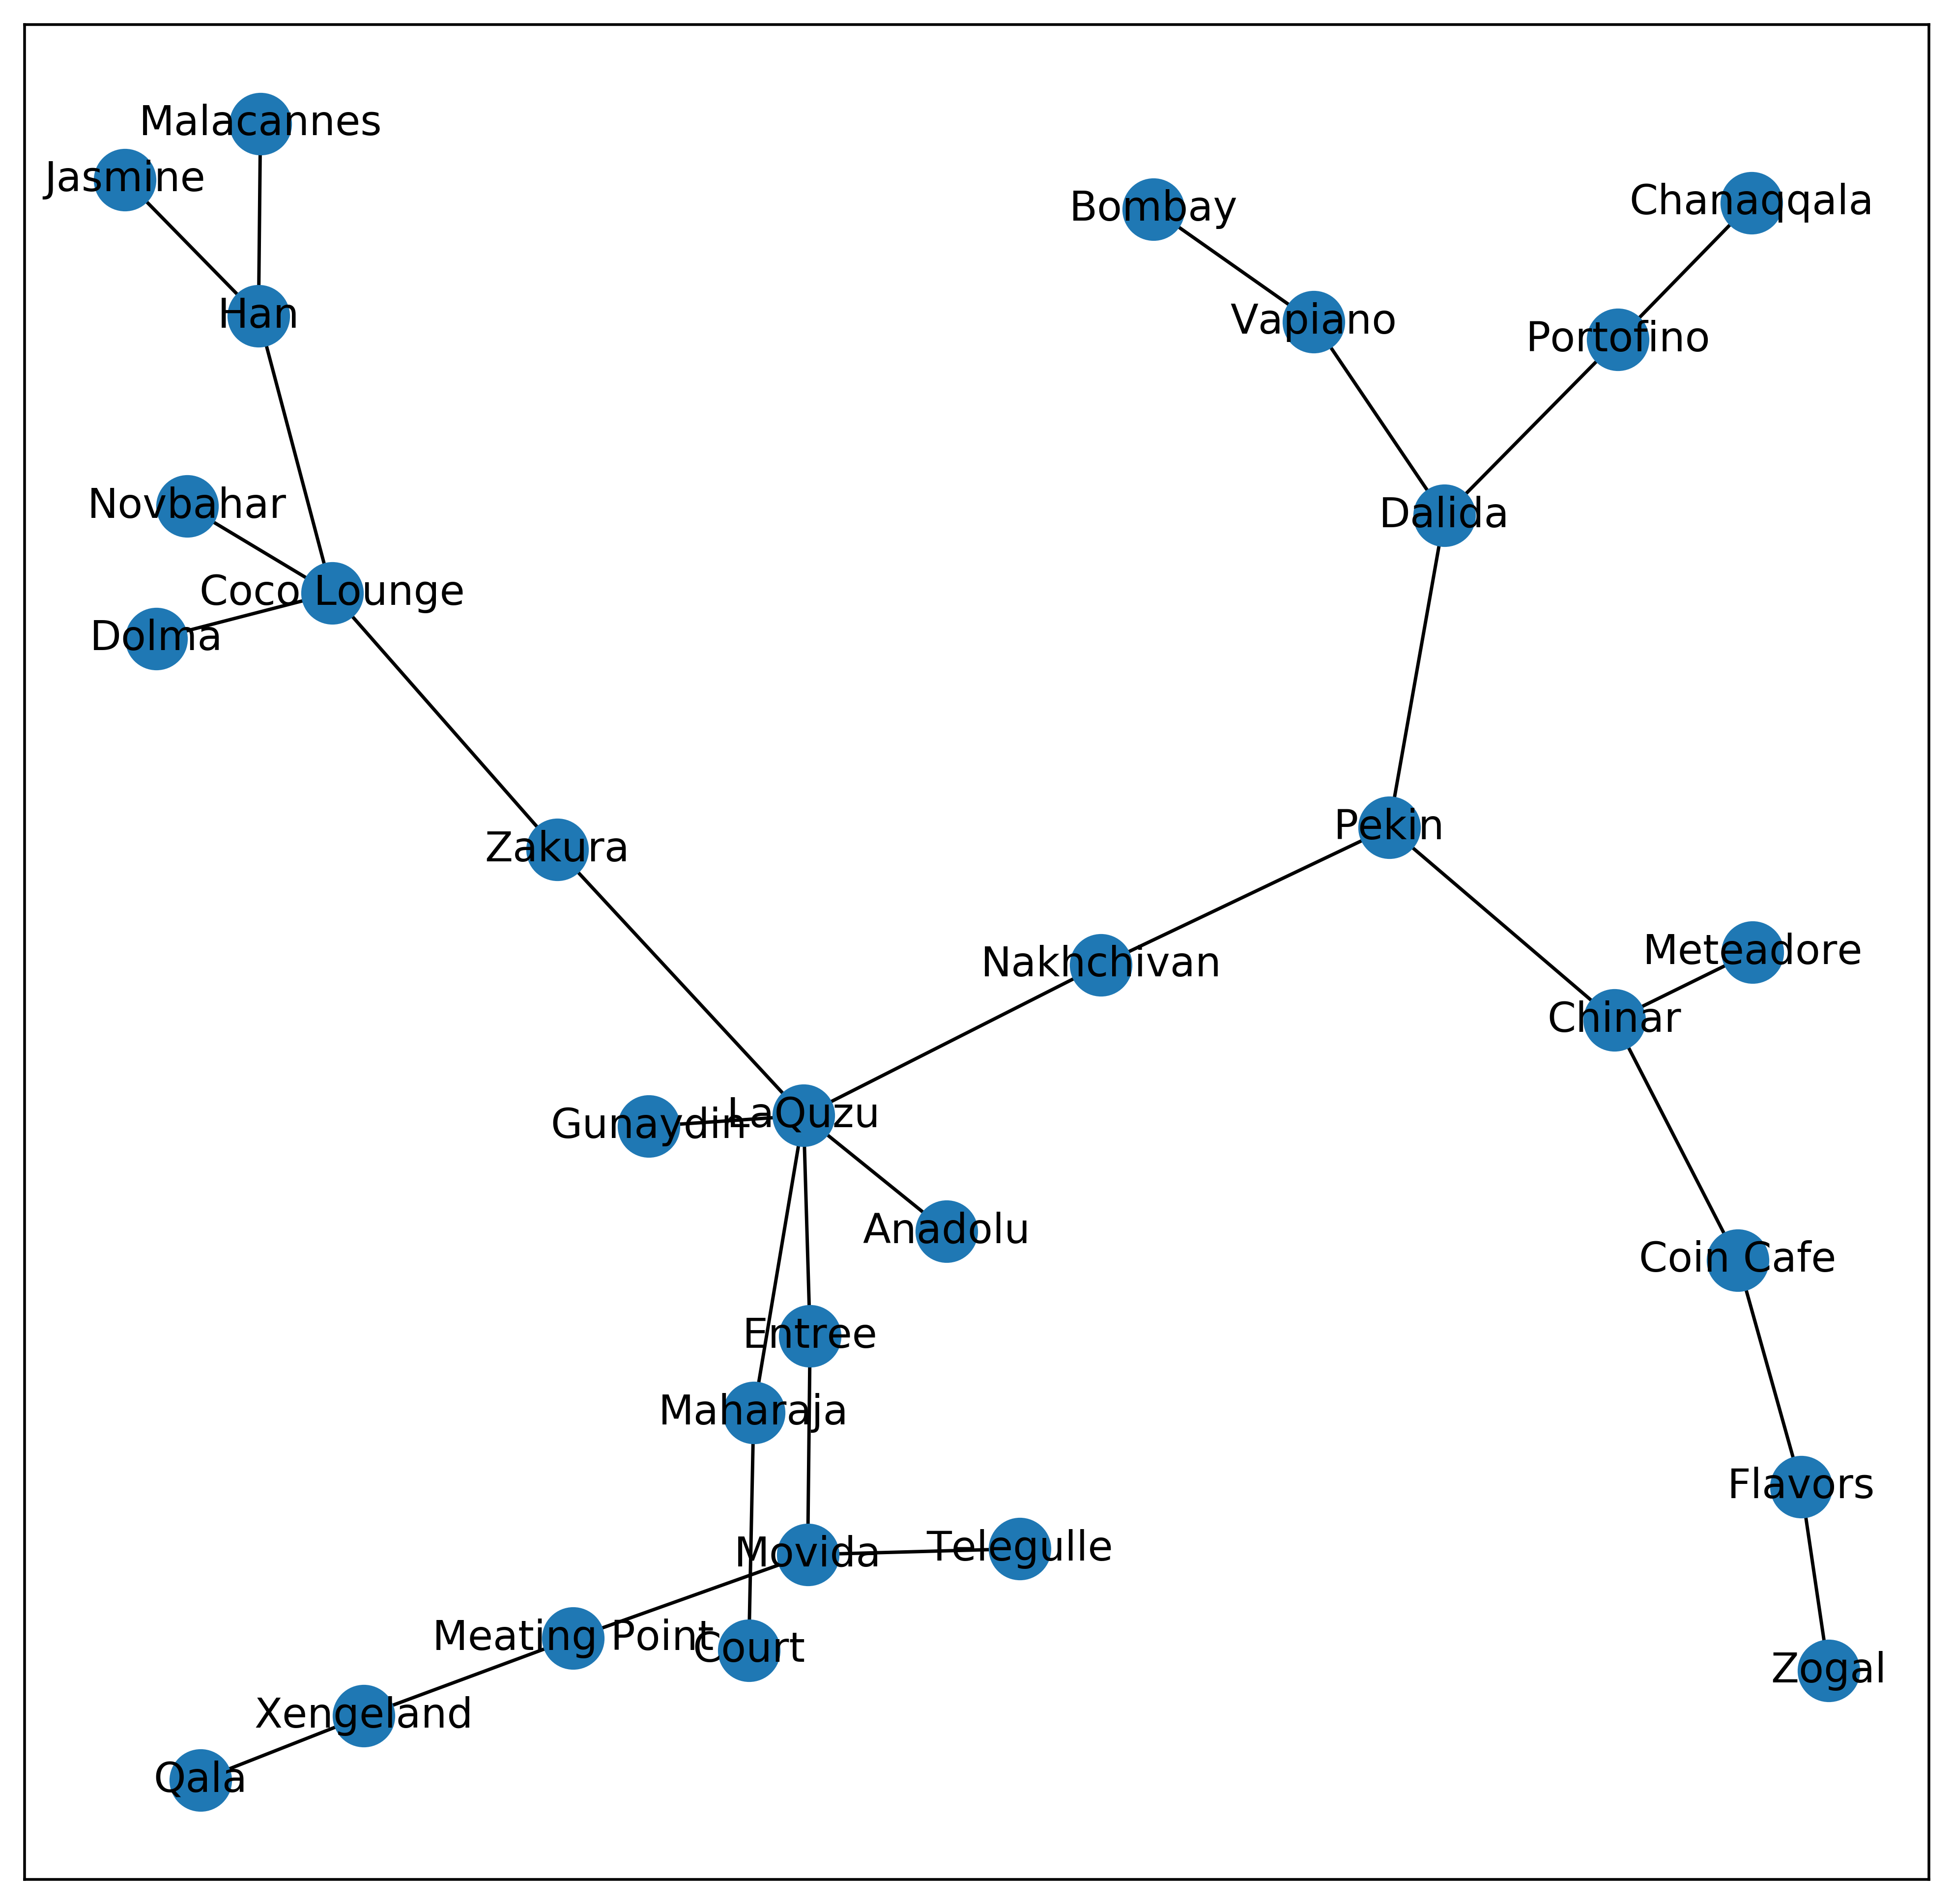 Malacannes
Jasmine
Chanaqqala
Bombay
Han
Vapiano
Portofino
Novbahar
Dalida
Coco Lounge
Dolma
Pekin
Zakura
Meteadore
Nakhchivan
Chinar
LaQuzu
Gunaydin
Anadolu
Coin Cafe
Entree
Maharaja
Flavors
Telegulle
Movida
Meating Point
Court
Zogal
Xengeland
Qala